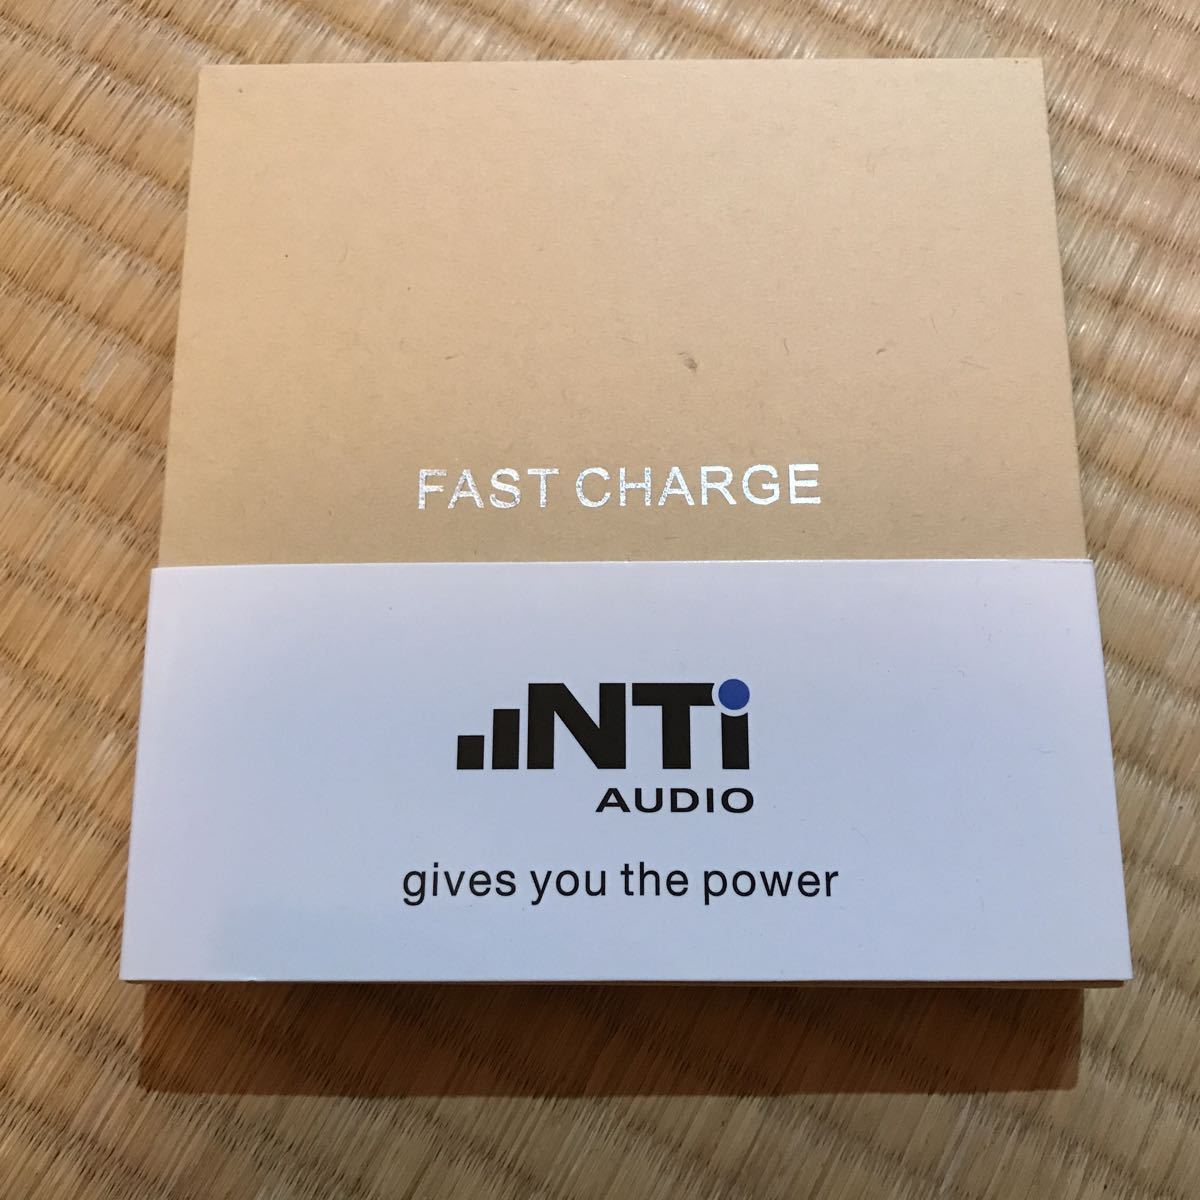 FAST CHARGE
NTi
AUDIO
gives you the power